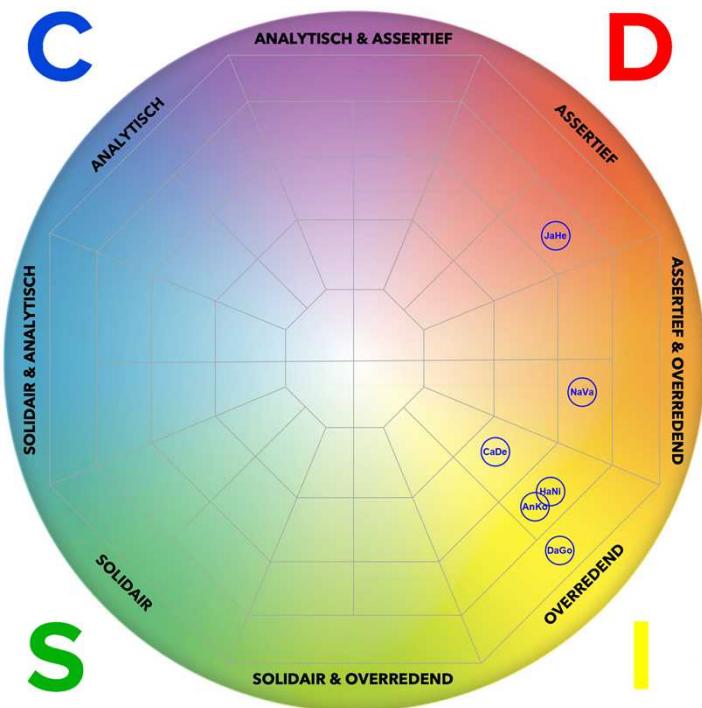 C
D
ANALYTISCH & ASSERTIEF
ANALYTISCH
ASSERTIEF
JaHe
SOLIDAIR & ANALYTISCH
ASSERTIEF & OVERREDEND
NaVa
CaDe
HaNi
AnKo
DaGo
SOLIDAIR
OVERREDEND
S
I
SOLIDAIR & OVERREDEND